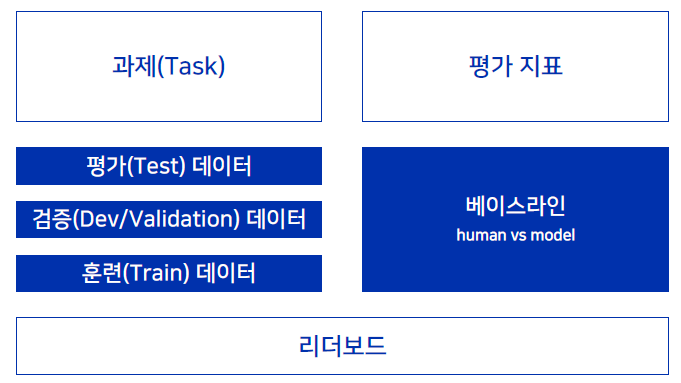 과제(Task)
평가 지표
평가(Test) 데이터
검증(Dev/Validation) 데이터
훈련(Train) 데이터
베이스라인
human vs model
리더보드